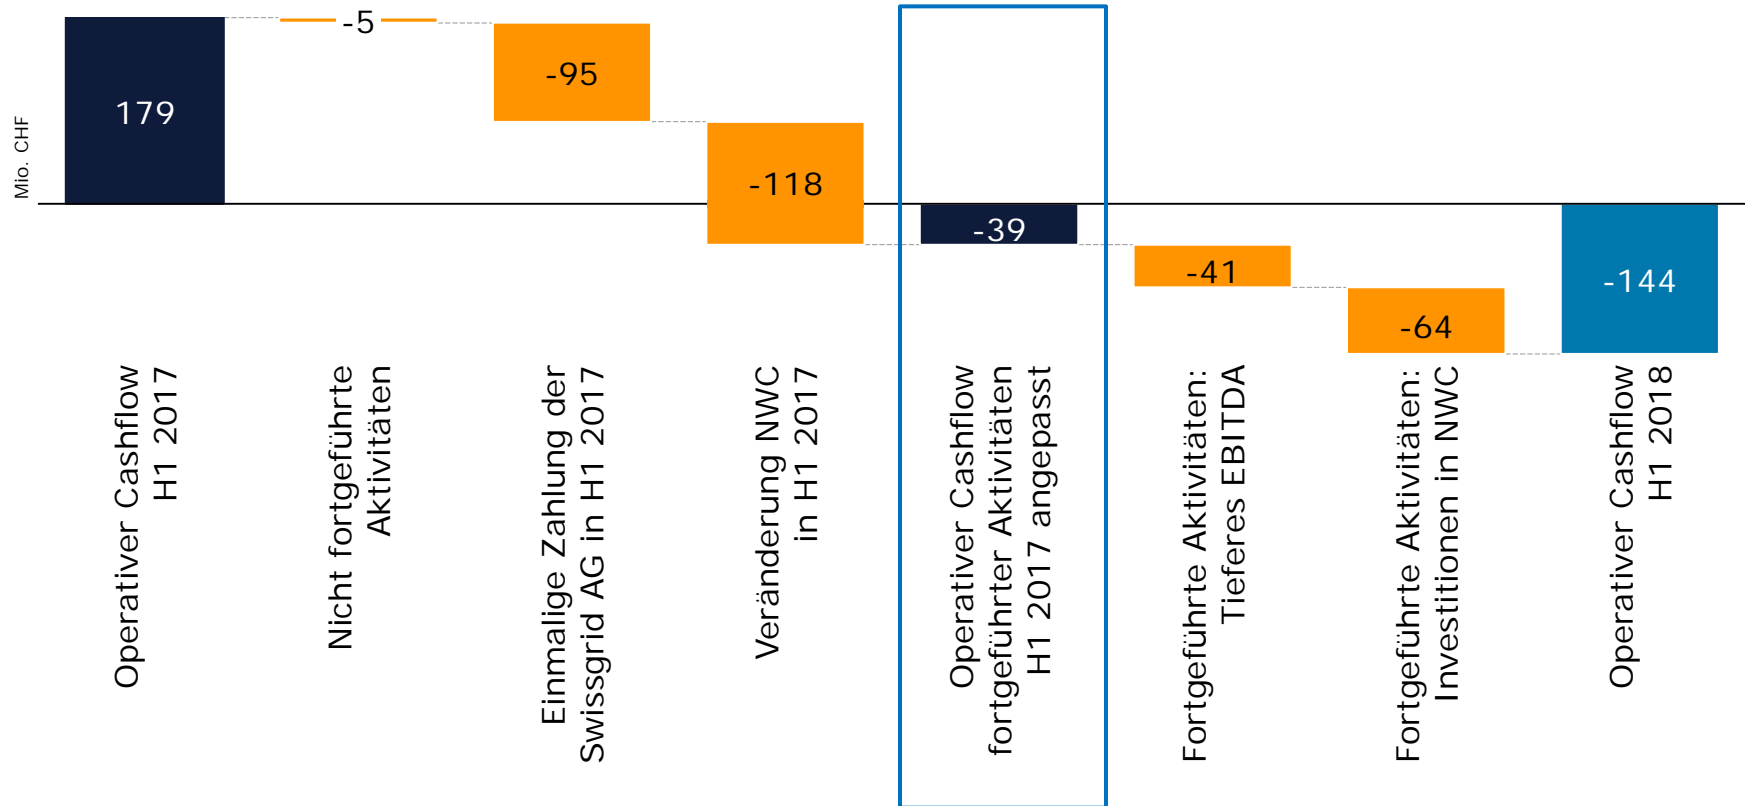 Mio. CHF
179
-5
-95
-118
-39
-41
-64
-144
Operativer Cashflow
H1 2017
Nicht fortgeführte
Aktivitäten
Einmalige Zahlung der
Swissgrid AG in H1 2017
Veränderung NWC
in H1 2017
Operativer Cashflow
fortgeführter Aktivitäten
H1 2017 angepasst
Fortgeführte Aktivitäten:
Tieferes EBITDA
Fortgeführte Aktivitäten:
Investitionen in NWC
Operativer Cashflow
H1 2018